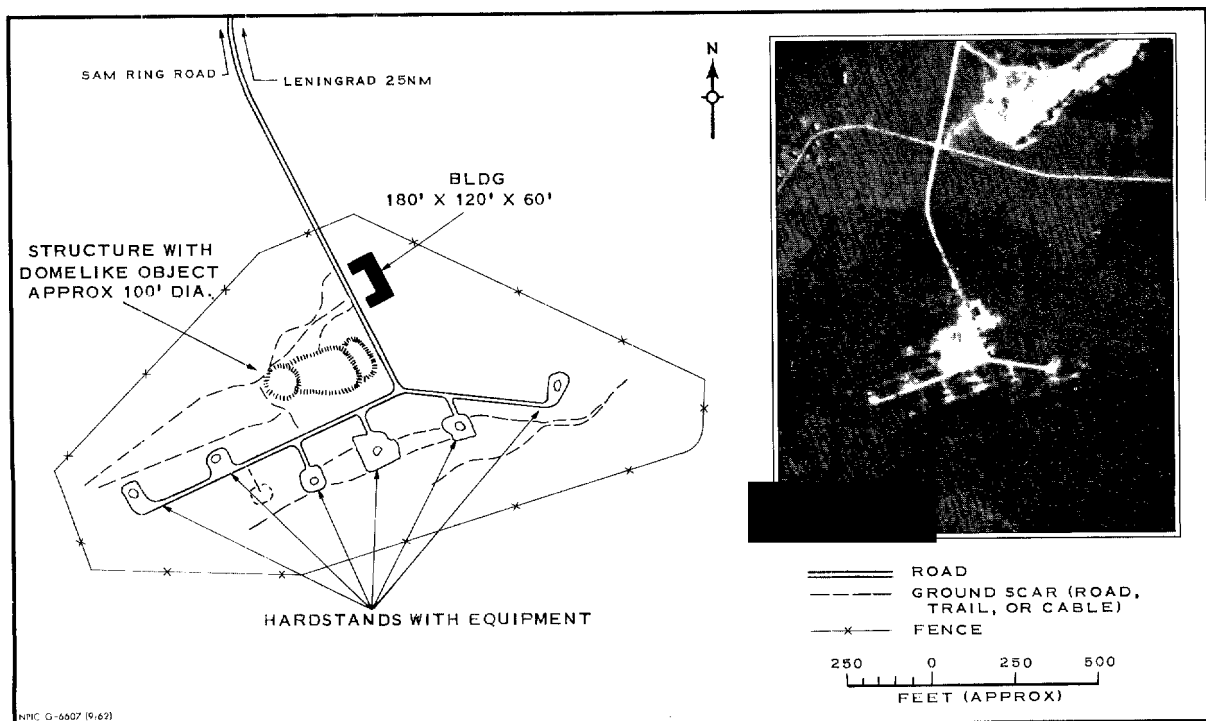 SAM RING ROAD
LENINGRAD 25NM
N
BLDG
180' X 120' X 60'
STRUCTURE WITH
DOMELIKE OBJECT
APPROX 100' DIA.
HARDSTANDS WITH EQUIPMENT
ROAD
GROUND SCAR (ROAD,
TRAIL, OR CABLE)
FENCE
250 0 250 500
FEET (APPROX)
NPIC G-6607 (9/62)